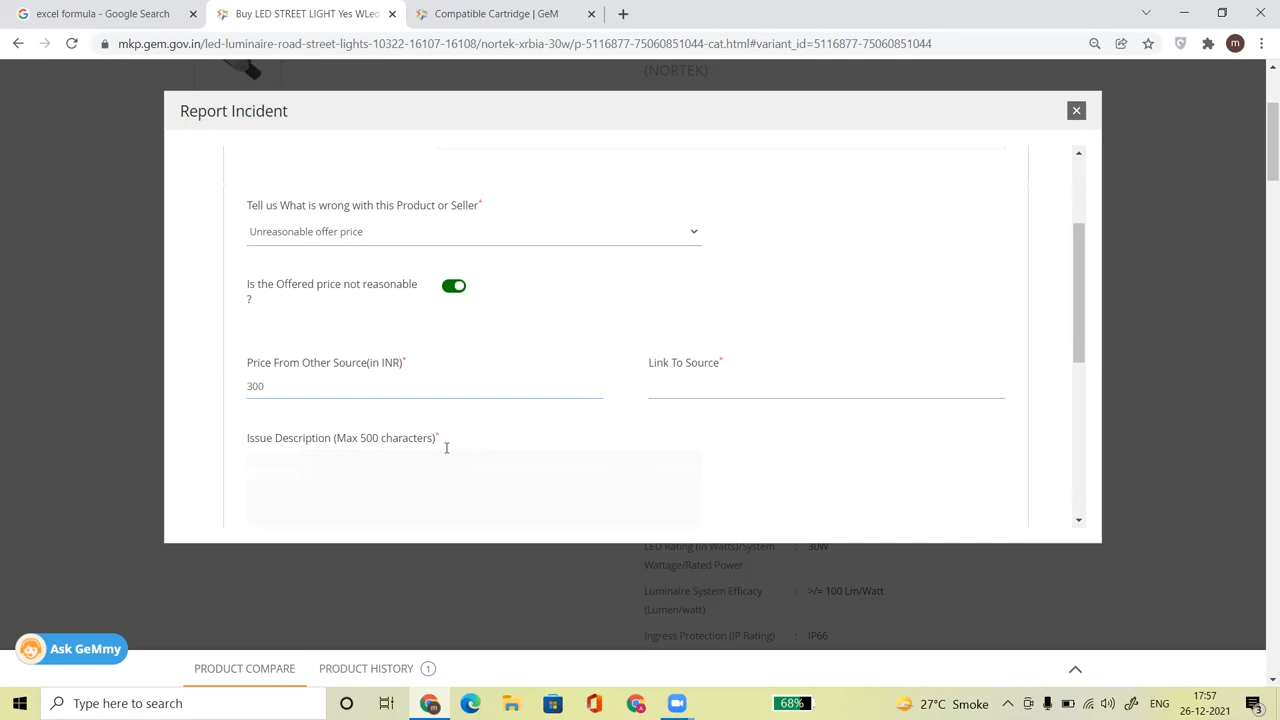 excel formula - Google Search
Buy LED STREET LIGHT Yes WLed
Compatible Cartridge | GeM
mkp.gem.gov.in/led-luminaire-road-street-lights-10322-16107-16108/nortek-xrbia-30w/p-5116877-75060851044-cat.html#variant_id=5116877-75060851044
m
(NORTEK)
Report Incident
Tell us What is wrong with this Product or Seller*
Unreasonable offer price
Is the Offered price not reasonable
?
Price From Other Source(in INR)*
Link To Source*
300
Issue Description (Max 500 characters)*
LED Rating (in Watts)/System : 30W
Wattage/Rated Power
Luminaire System Efficacy : >/= 100 Lm/Watt
(Lumen/watt)
Ingress Protection (IP Rating) : IP66
Ask GeMmy
PRODUCT COMPARE
PRODUCT HISTORY 1
Type here to search
68%
27°C Smoke
ENG
17:57
26-12-2021
3